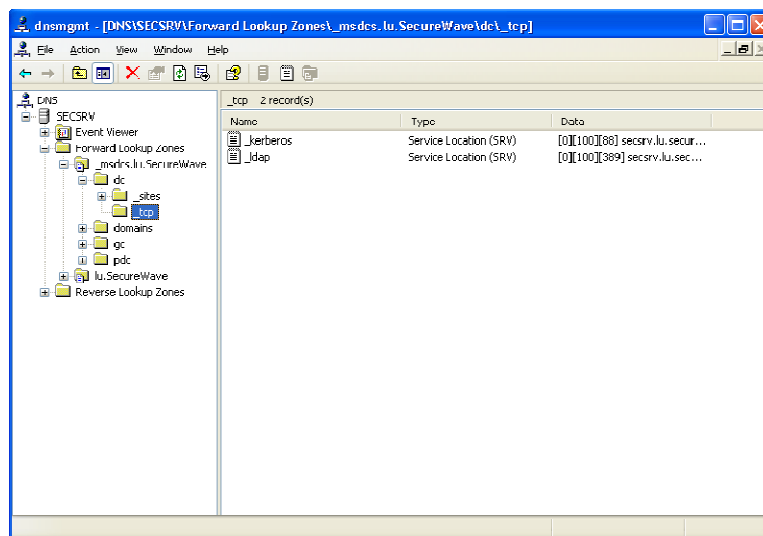 dnsmgmt - [DNS\SECSRV\Forward Lookup Zones\_msdcs.lu.SecureWave\dc\_tcp]
File Action View Window Help
DNS
SECSRV
Event Viewer
Forward Lookup Zones
_msdcs.lu.SecureWave
dc
_sites
_tcp
domains
gc
pdc
lu.SecureWave
Reverse Lookup Zones
_tcp 2 record(s)
Name Type Data
_kerberos Service Location (SRV) [0][100][88] secsrv.lu.secur...
_ldap Service Location (SRV) [0][100][389] secsrv.lu.sec...